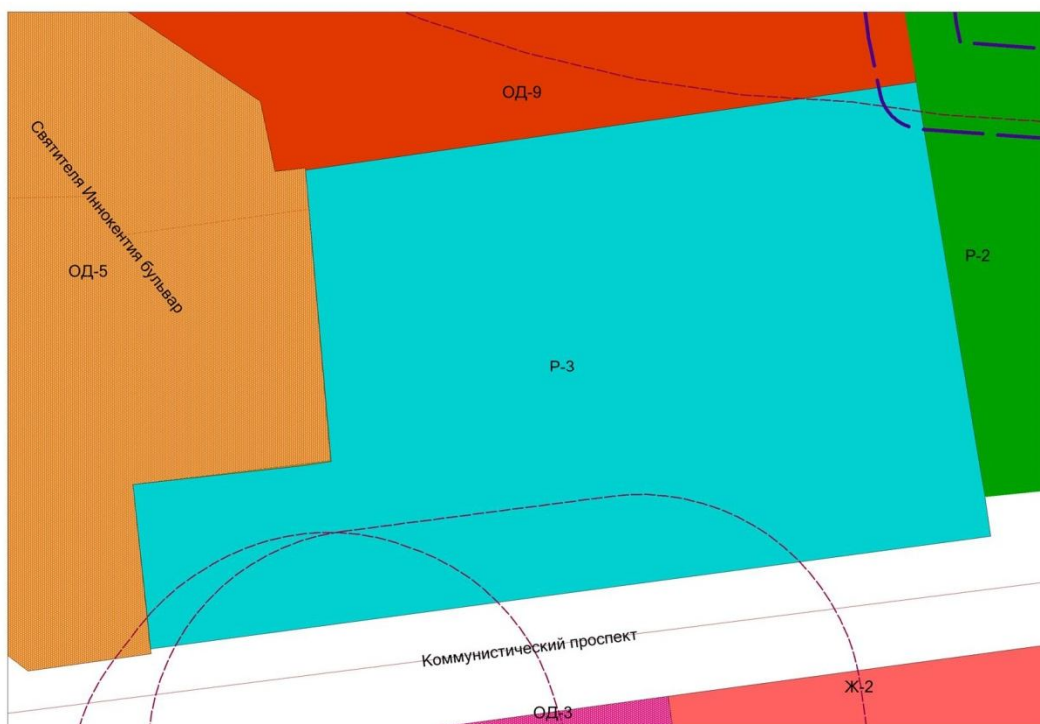 ОД-9
Святителя Иннокентия бульвар
Р-2
ОД-5
Р-3
Коммунистический проспект
Ж-2
ОД-3